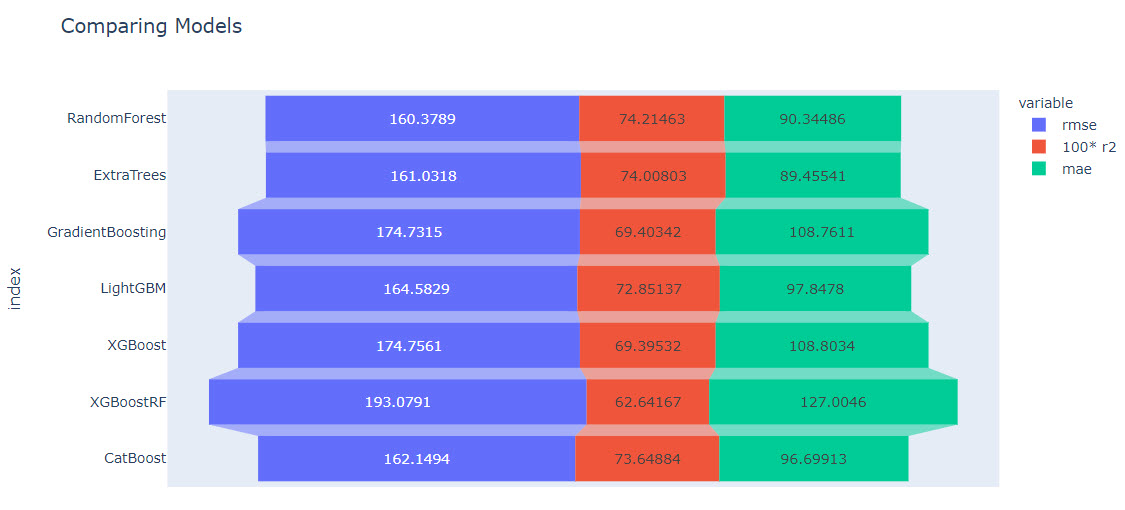 Comparing Models
index
RandomForest 160.3789 74.21463 90.34486
ExtraTrees 161.0318 74.00803 89.45541
GradientBoosting 174.7315 69.40342 108.7611
LightGBM 164.5829 72.85137 97.8478
XGBoost 174.7561 69.39532 108.8034
XGBoostRF 193.0791 62.64167 127.0046
CatBoost 162.1494 73.64884 96.69913
variable
rmse
100* r2
mae